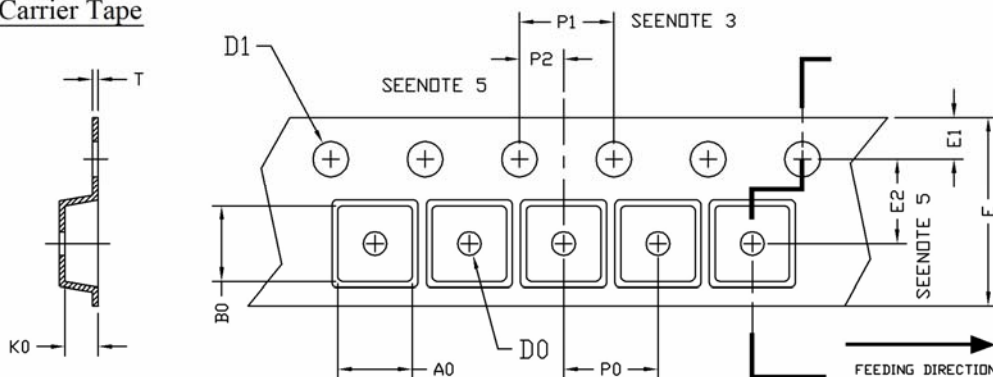 Carrier Tape
P1 SEENOTE 3
D1
P2
T
SEENOTE 5
E1
E2
E
SEENOTE 5
B0
K0
D0
A0
P0
FEEDING DIRECTION